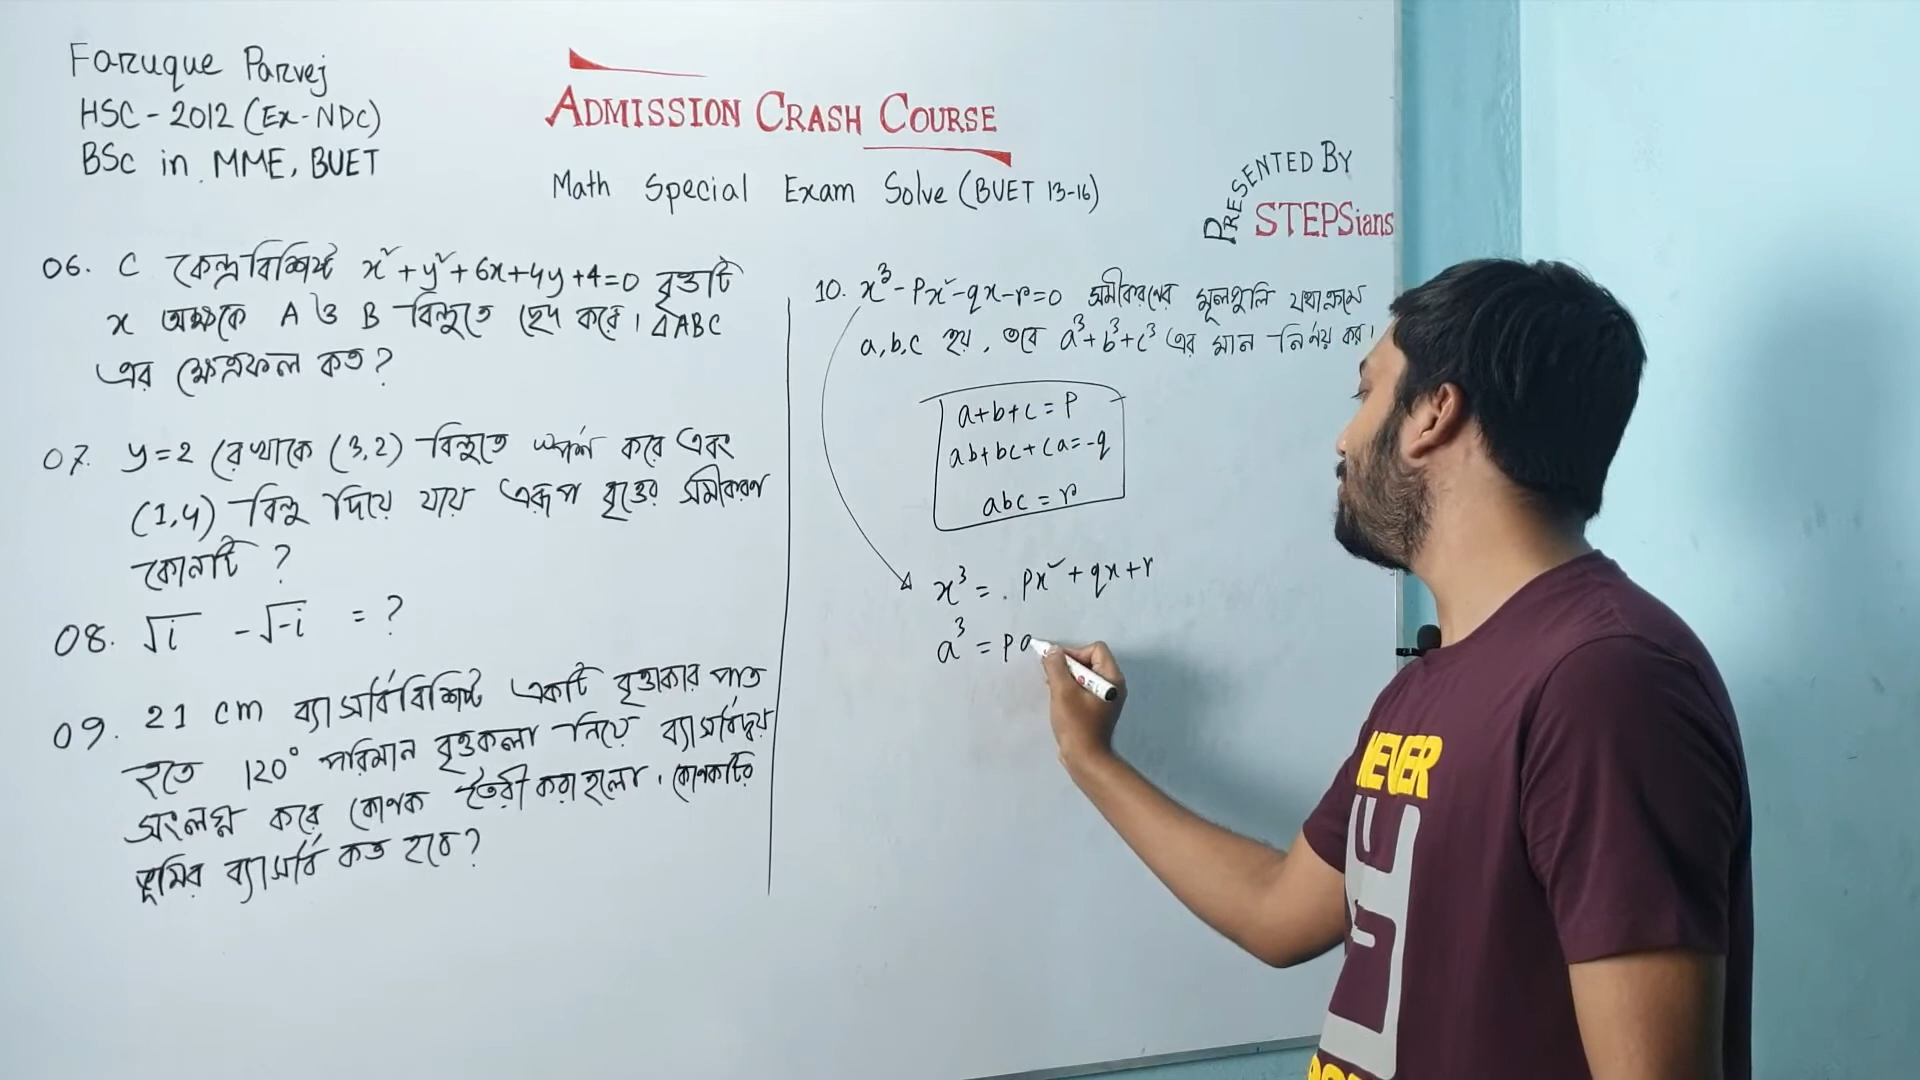 Faruque Parvej
HSC - 2012 (Ex-NDC)
BSc in MME, BUET
ADMISSION CRASH COURSE
Math Special Exam Solve (BUET 13-16)
PRESENTED BY
STEPSians
06. C কেন্দ্রবিশিষ্ট x²+y²+6x+4y+4=0 বৃত্তটি
x অক্ষকে A ও B বিন্দুতে ছেদ করে। ΔABC
এর ক্ষেত্রফল কত?
07. y=2 রেখাকে (3,2) বিন্দুতে স্পর্শ করে এবং
(1,4) বিন্দু দিয়ে যায় এরূপ বৃত্তের সমীকরণ
কোনটি ?
08. √i - √-i = ?
09. 21 cm ব্যাসার্ধবিশিষ্ট একটি বৃত্তাকার পাত
হতে 120° পরিমান বৃত্তকলা নিয়ে ব্যাসার্ধদ্বয়
সংলগ্ন করে কোণক তৈরী করা হলো। কোণকটির
ভূমির ব্যাসার্ধ কত হবে?
10. x³-Px²-qx-r=0 সমীকরণের মূলগুলি যথাক্রমে
a,b,c হয়, তবে a³+b³+c³ এর মান নির্ণয় কর।
a+b+c = P
ab+bc+ca=-q
abc = r
x³ = Px²+qx+r
a³ = Pa
NEVER